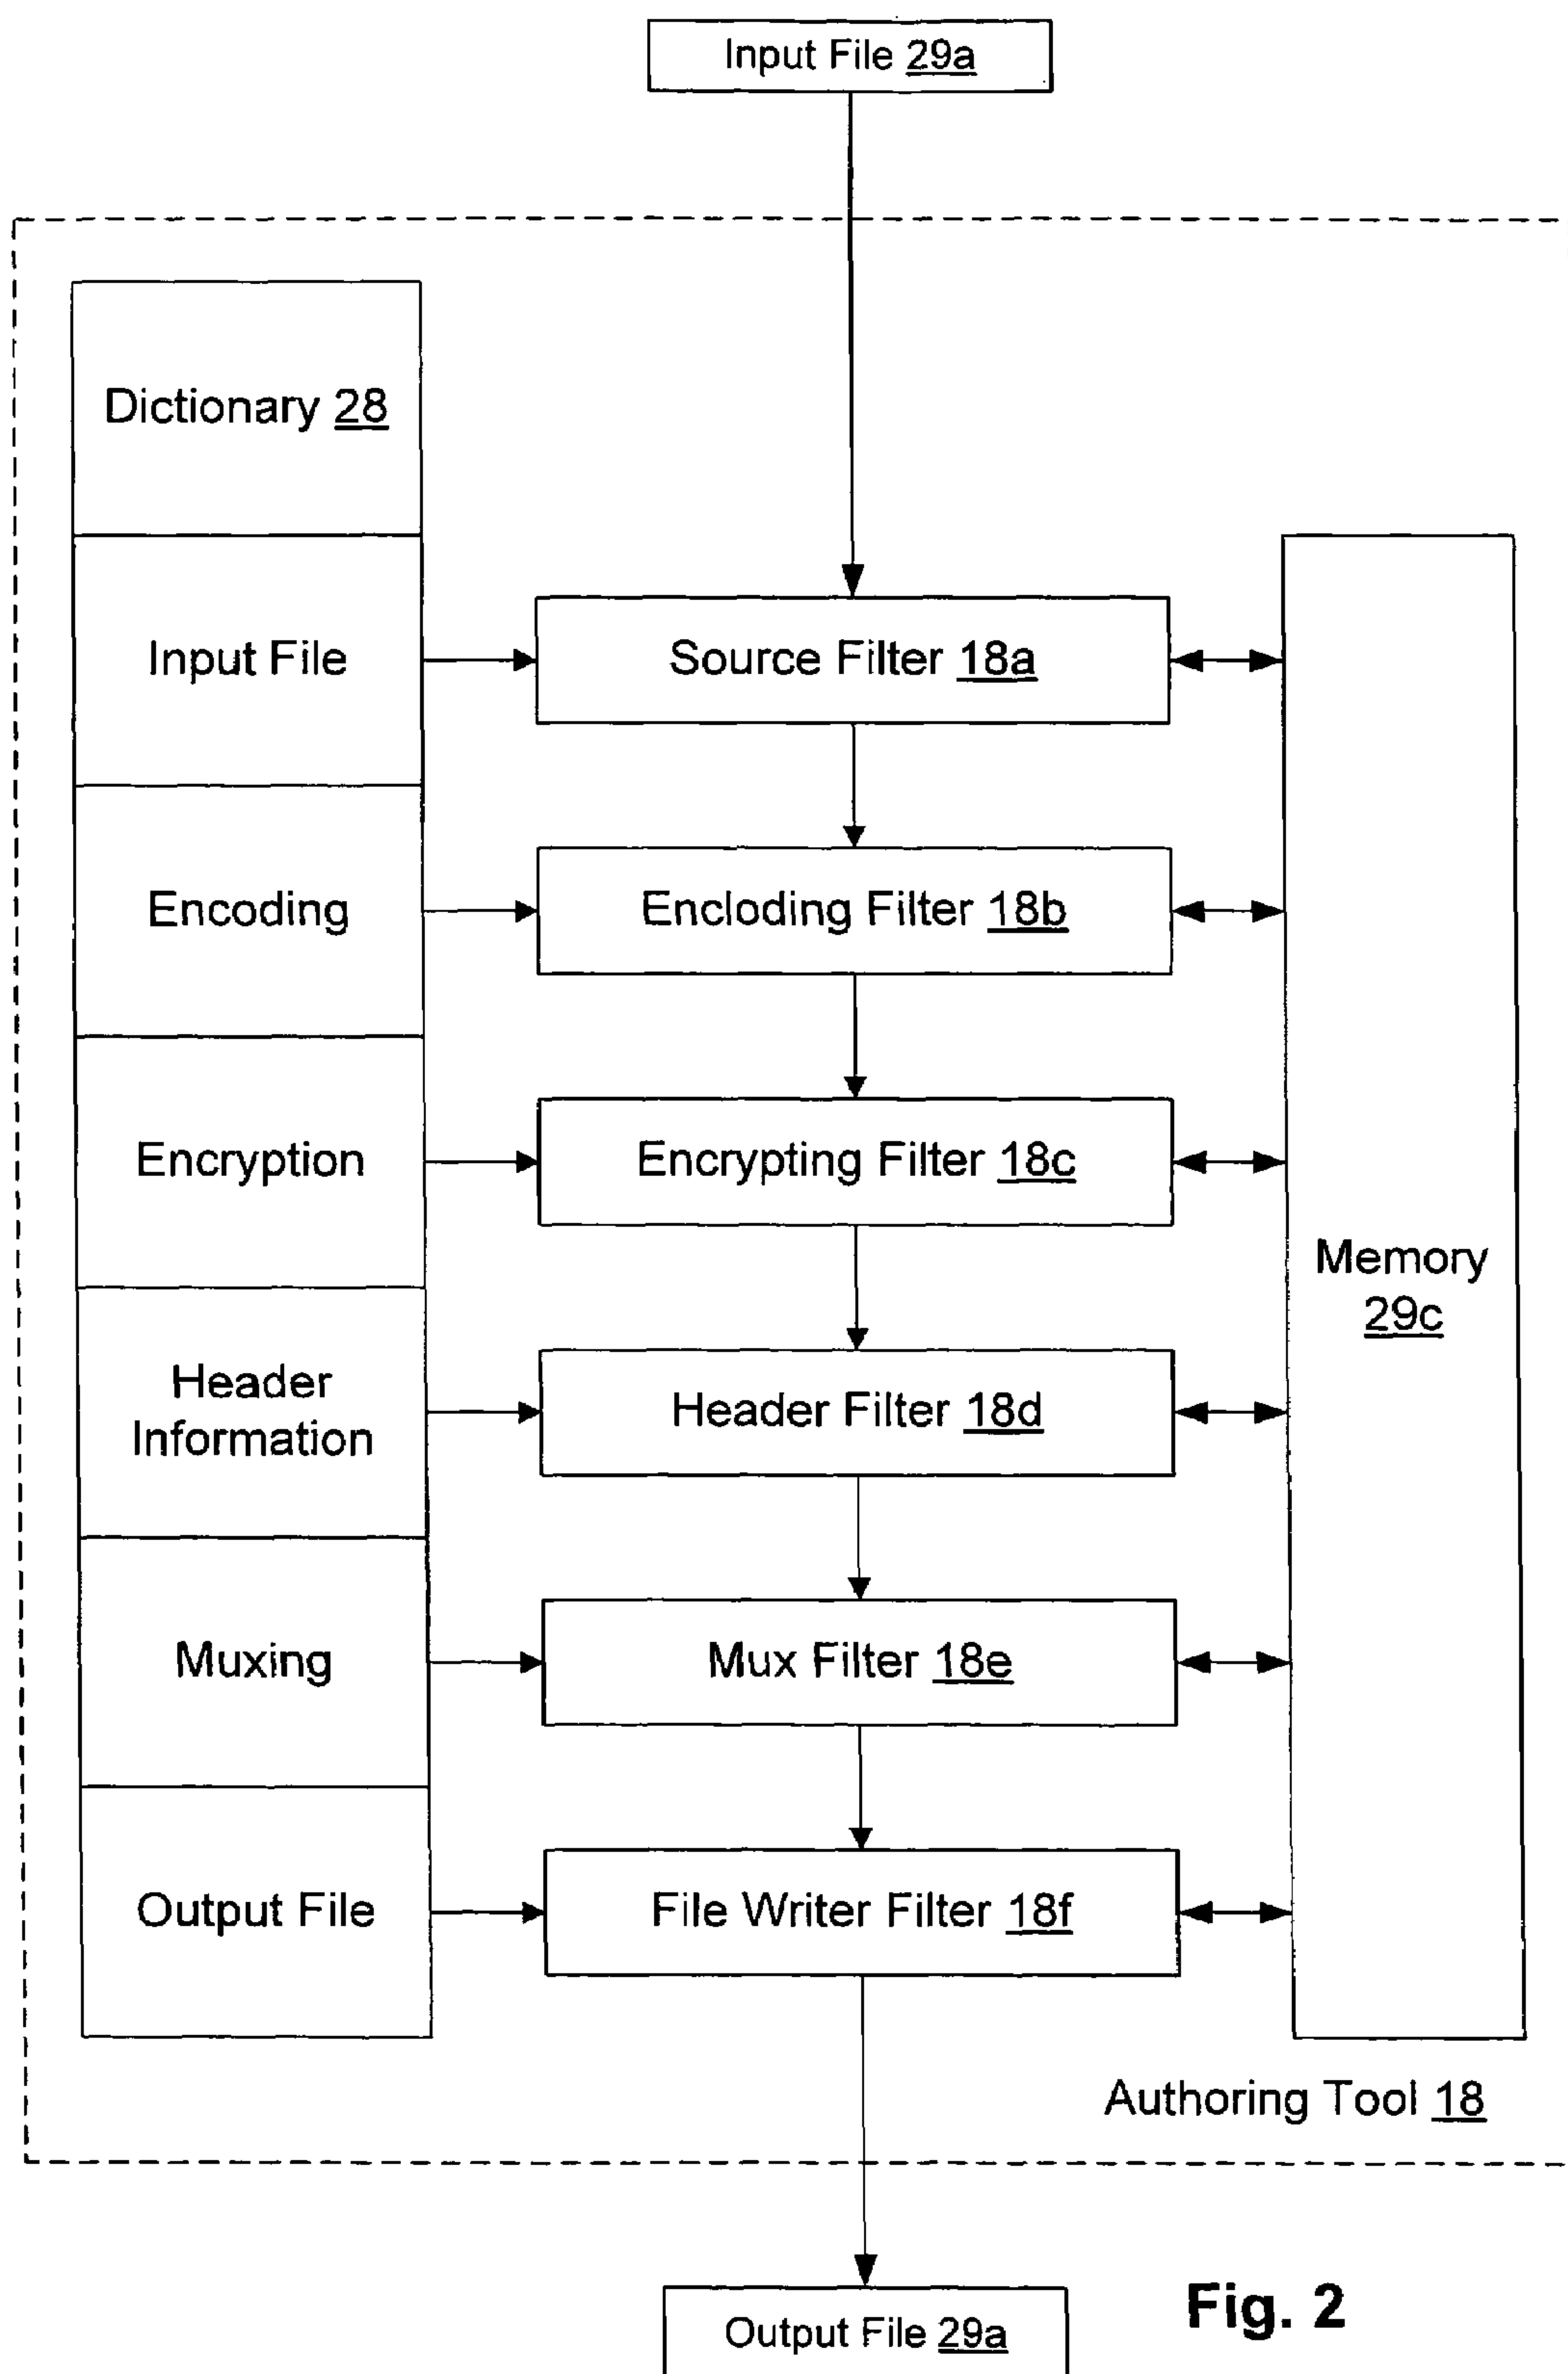 Input File 29a
Dictionary 28
Input File
Source Filter 18a
Encoding
Encloding Filter 18b
Encryption
Encrypting Filter 18c
Memory
29c
Header
Information
Header Filter 18d
Muxing
Mux Filter 18e
Output File
File Writer Filter 18f
Authoring Tool 18
Output File 29a
Fig. 2